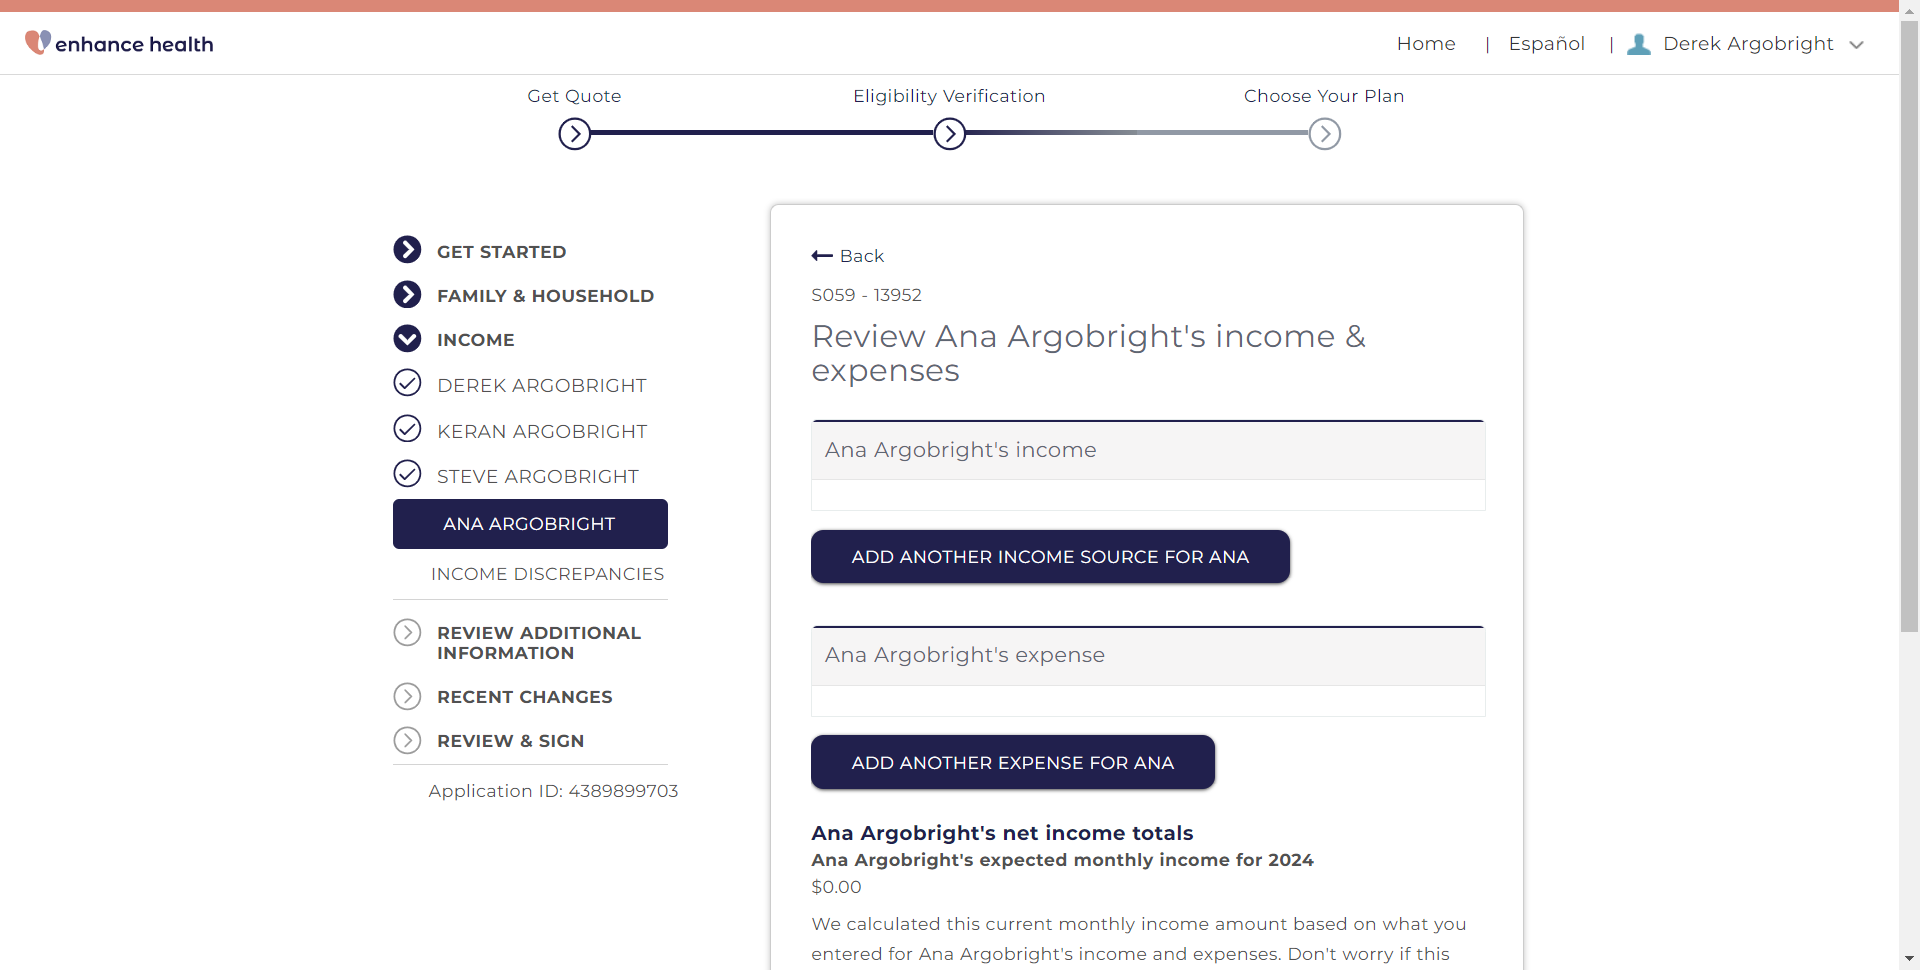 enhance health
Home | Español | Derek Argobright
Get Quote
Eligibility Verification
Choose Your Plan
GET STARTED
FAMILY & HOUSEHOLD
INCOME
DEREK ARGOBRIGHT
KERAN ARGOBRIGHT
STEVE ARGOBRIGHT
ANA ARGOBRIGHT
INCOME DISCREPANCIES
REVIEW ADDITIONAL
INFORMATION
RECENT CHANGES
REVIEW & SIGN
Application ID: 4389899703
Back
S059 - 13952
Review Ana Argobright's income &
expenses
Ana Argobright's income
ADD ANOTHER INCOME SOURCE FOR ANA
Ana Argobright's expense
ADD ANOTHER EXPENSE FOR ANA
Ana Argobright's net income totals
Ana Argobright's expected monthly income for 2024
$0.00
We calculated this current monthly income amount based on what you
entered for Ana Argobright's income and expenses. Don't worry if this